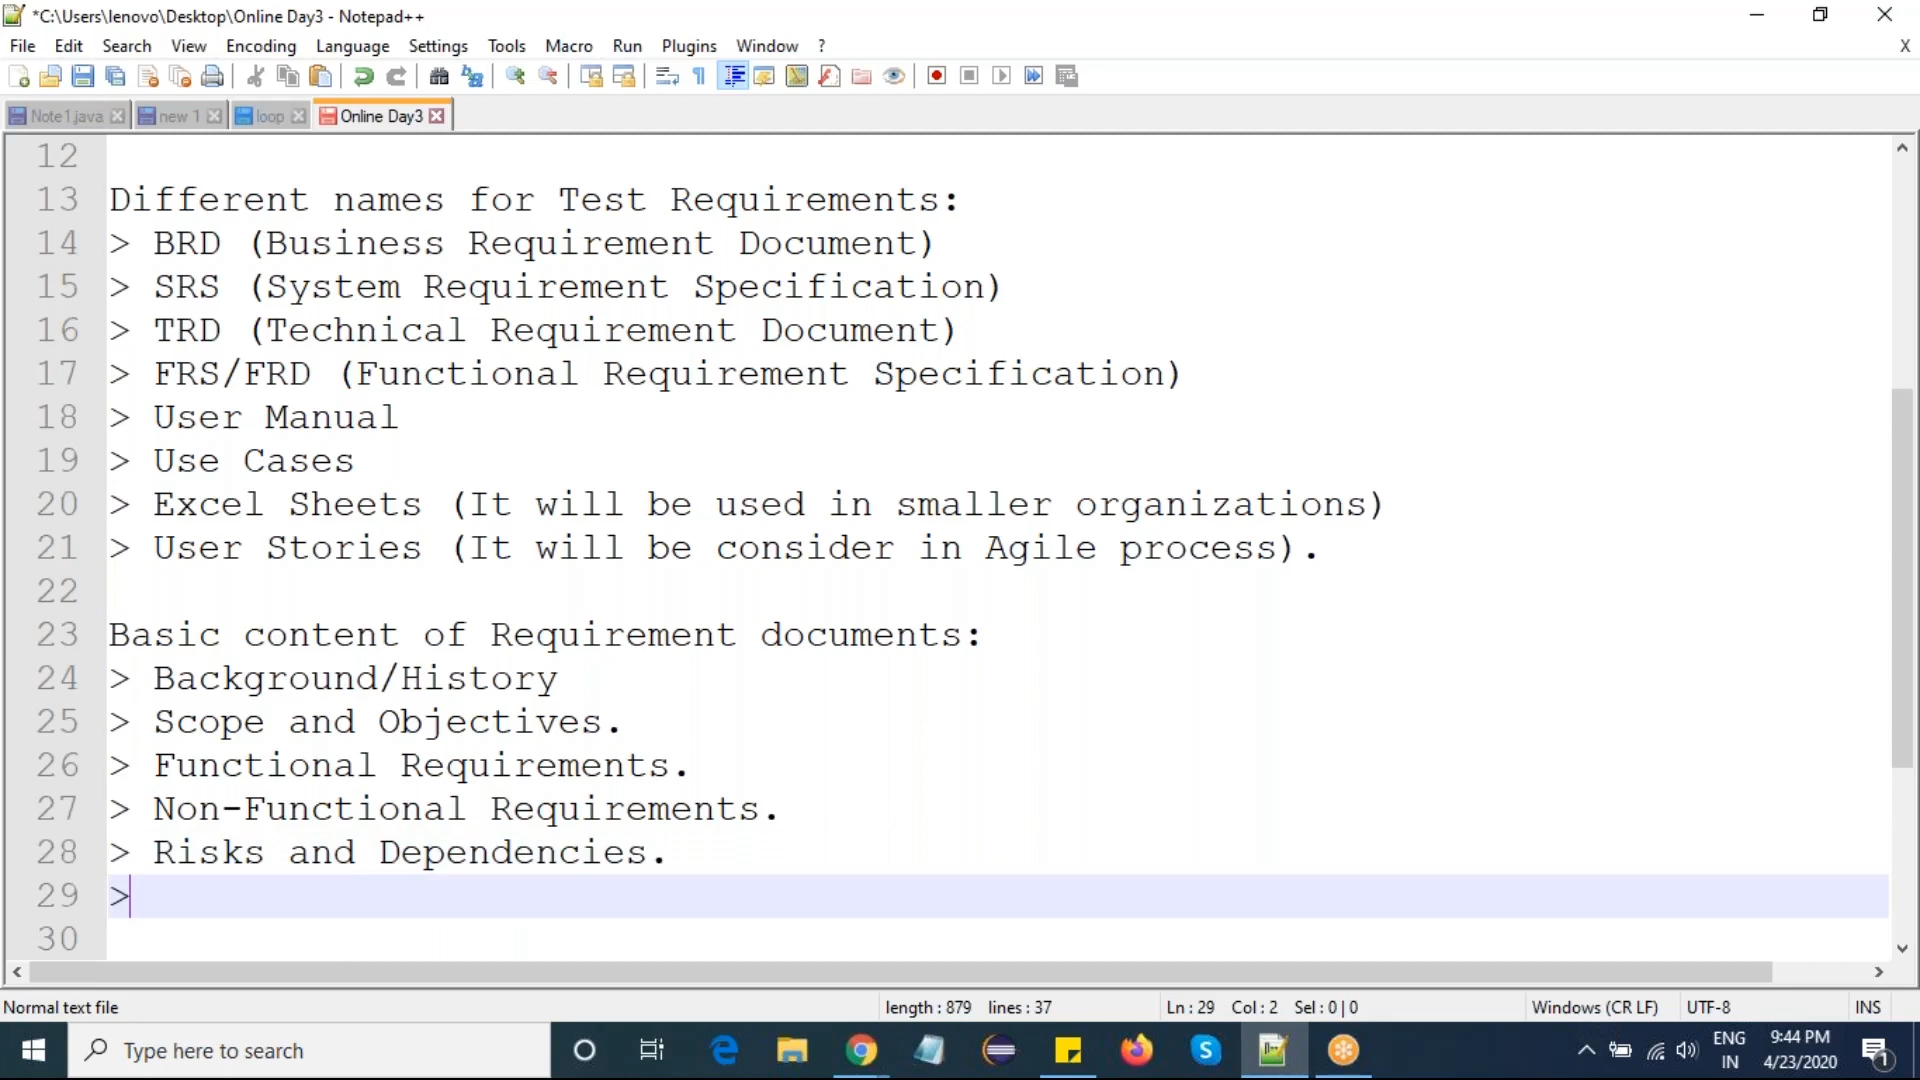 *C:\Users\lenovo\Desktop\Online Day3 - Notepad++
File Edit Search View Encoding Language Settings Tools Macro Run Plugins Window ? X
Note1.java new 1 loop Online Day3
12
13 Different names for Test Requirements:
14 > BRD (Business Requirement Document)
15 > SRS (System Requirement Specification)
16 > TRD (Technical Requirement Document)
17 > FRS/FRD (Functional Requirement Specification)
18 > User Manual
19 > Use Cases
20 > Excel Sheets (It will be used in smaller organizations)
21 > User Stories (It will be consider in Agile process).
22
23 Basic content of Requirement documents:
24 > Background/History
25 > Scope and Objectives.
26 > Functional Requirements.
27 > Non-Functional Requirements.
28 > Risks and Dependencies.
29 >
30
Normal text file length : 879 lines : 37 Ln : 29 Col : 2 Sel : 0 | 0 Windows (CR LF) UTF-8 INS
Type here to search ENG 9:44 PM
IN 4/23/2020 1